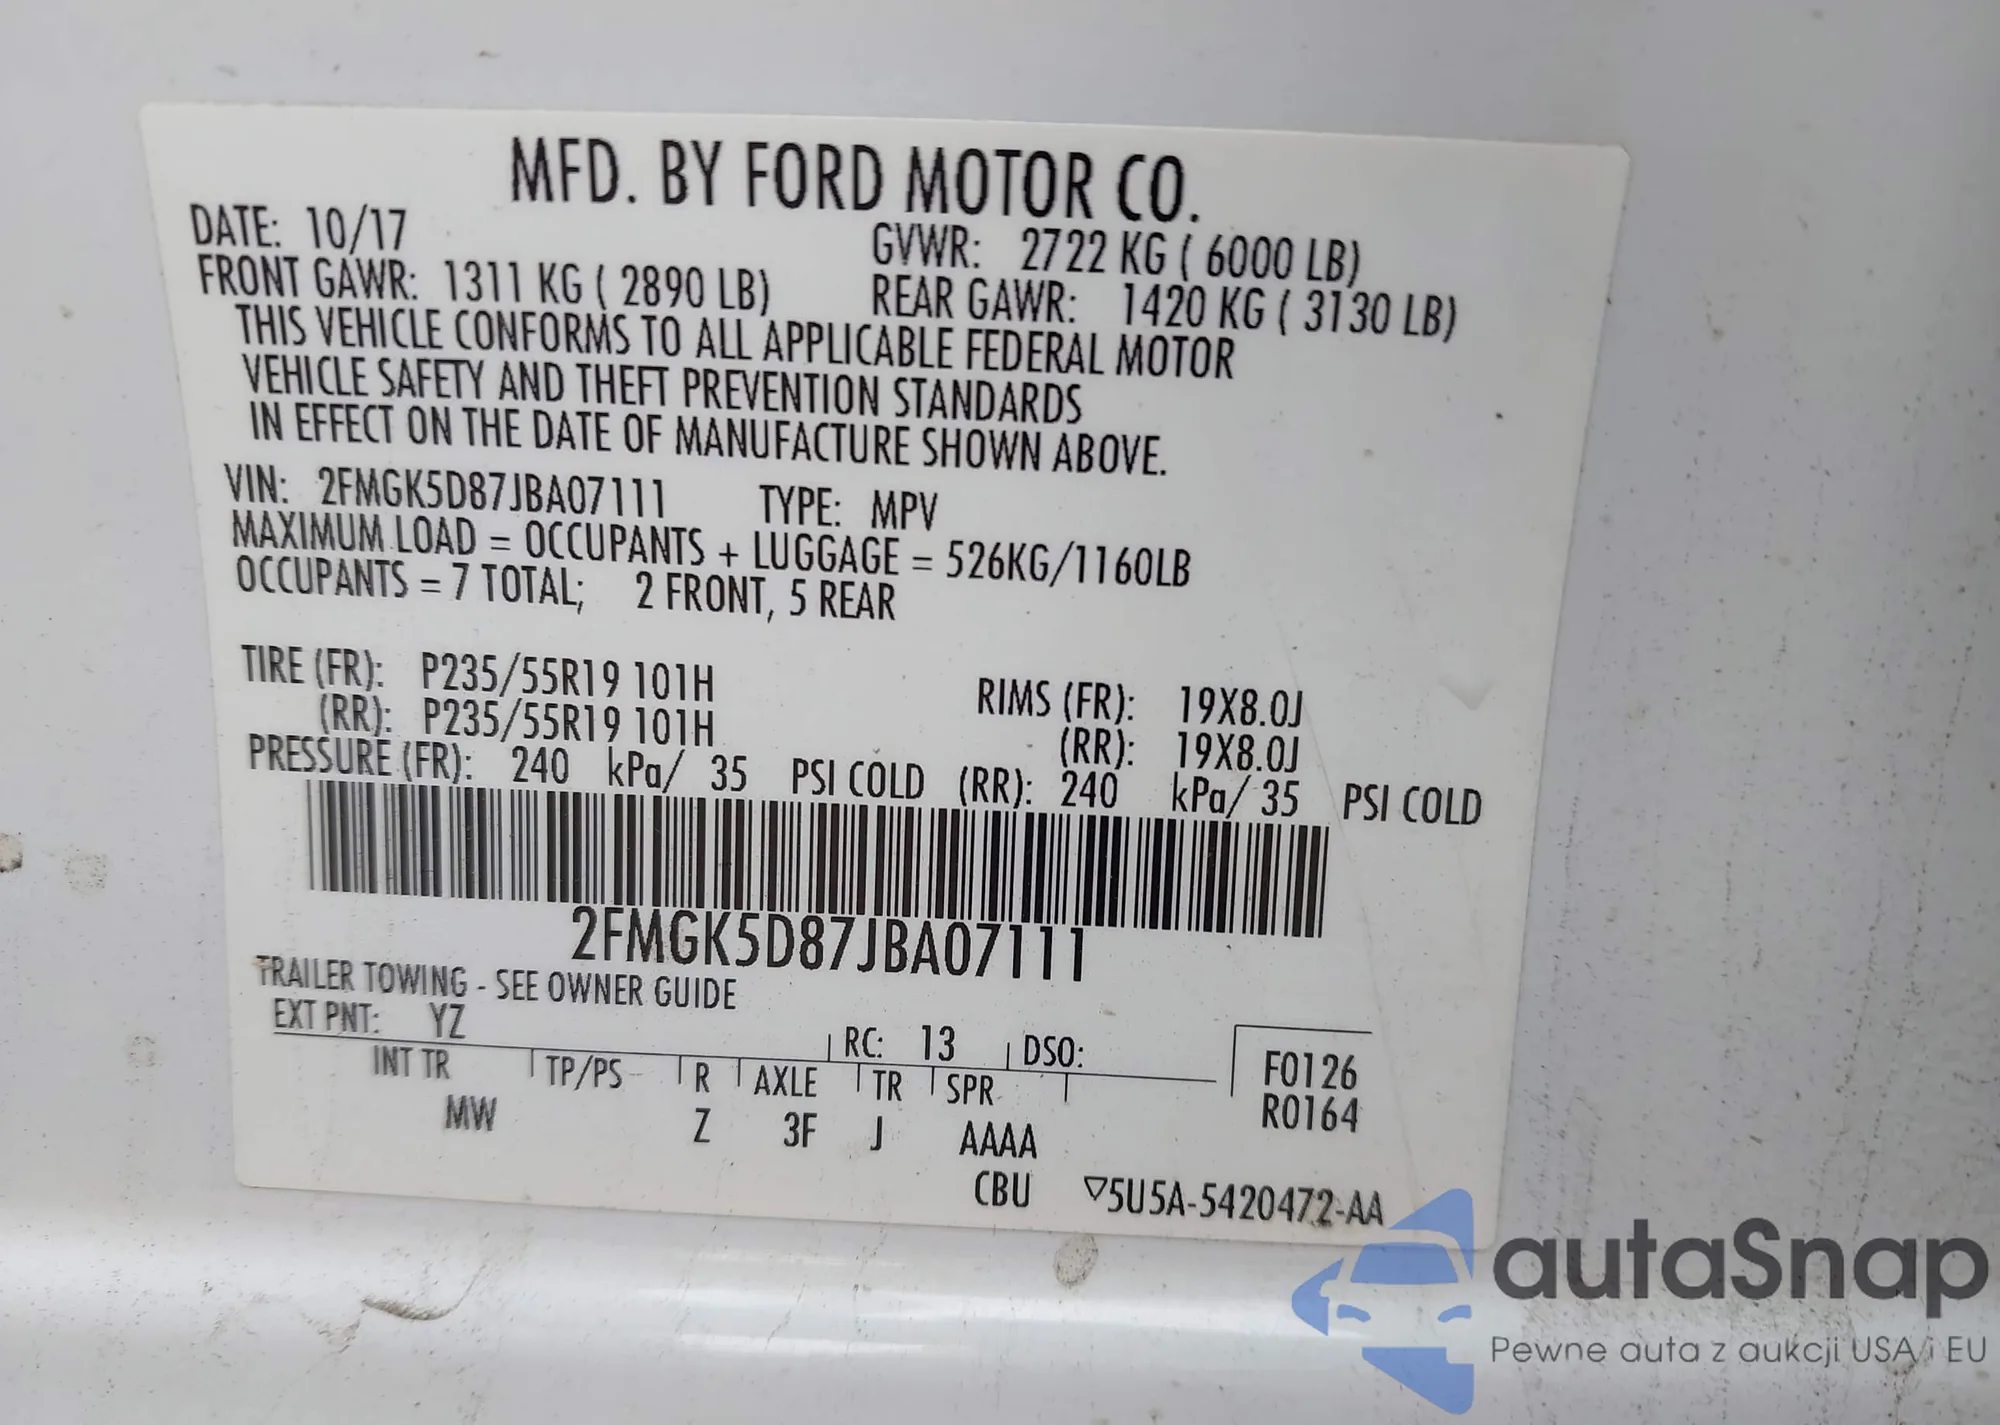 MFD. BY FORD MOTOR CO.
DATE: 10/17 GVWR: 2722 KG ( 6000 LB)
FRONT GAWR: 1311 KG ( 2890 LB) REAR GAWR: 1420 KG ( 3130 LB)
THIS VEHICLE CONFORMS TO ALL APPLICABLE FEDERAL MOTOR
VEHICLE SAFETY AND THEFT PREVENTION STANDARDS
IN EFFECT ON THE DATE OF MANUFACTURE SHOWN ABOVE.
VIN: 2FMGK5D87JBA07111 TYPE: MPV
MAXIMUM LOAD = OCCUPANTS + LUGGAGE = 526KG/1160LB
OCCUPANTS = 7 TOTAL; 2 FRONT, 5 REAR
TIRE (FR): P235/55R19 101H RIMS (FR): 19X8.0J
(RR): P235/55R19 101H (RR): 19X8.0J
PRESSURE (FR): 240 kPa/ 35 PSI COLD (RR): 240 kPa/ 35 PSI COLD
2FMGK5D87JBA07111
TRAILER TOWING - SEE OWNER GUIDE
EXT PNT: YZ RC: 13 DSO: F0126
INT TR TP/PS R AXLE TR SPR R0164
MW Z 3F J AAAA
CBU ▽5U5A-5420472-AA
autaSnap
Pewne auta z aukcji USA i EU